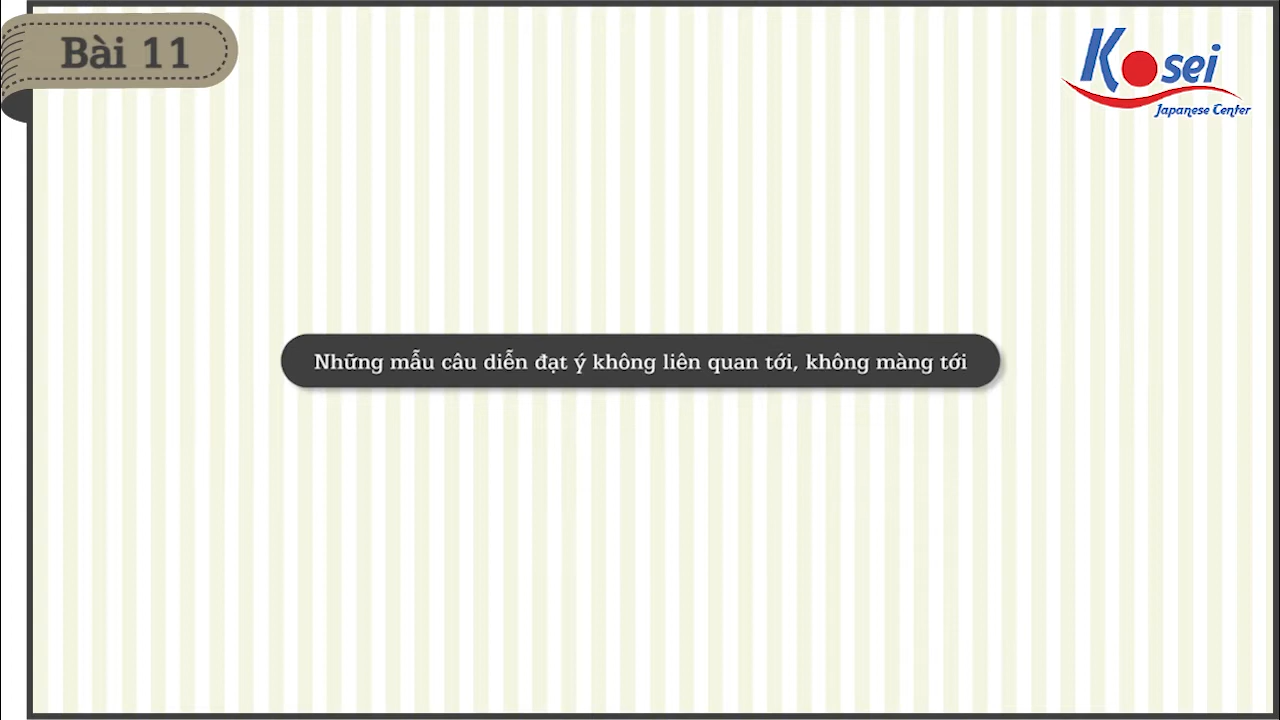 Bài 11
Kosei
Japanese Center
Những mẫu câu diễn đạt ý không liên quan tới, không màng tới